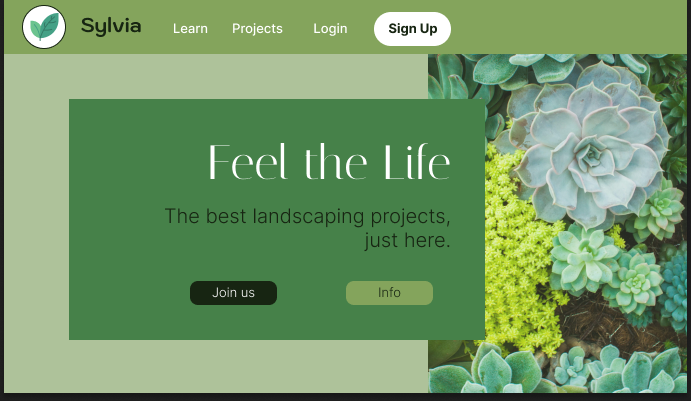 Sylvia
Learn
Projects
Login
Sign Up
Feel the Life
The best landscaping projects,
just here.
Join us
Info